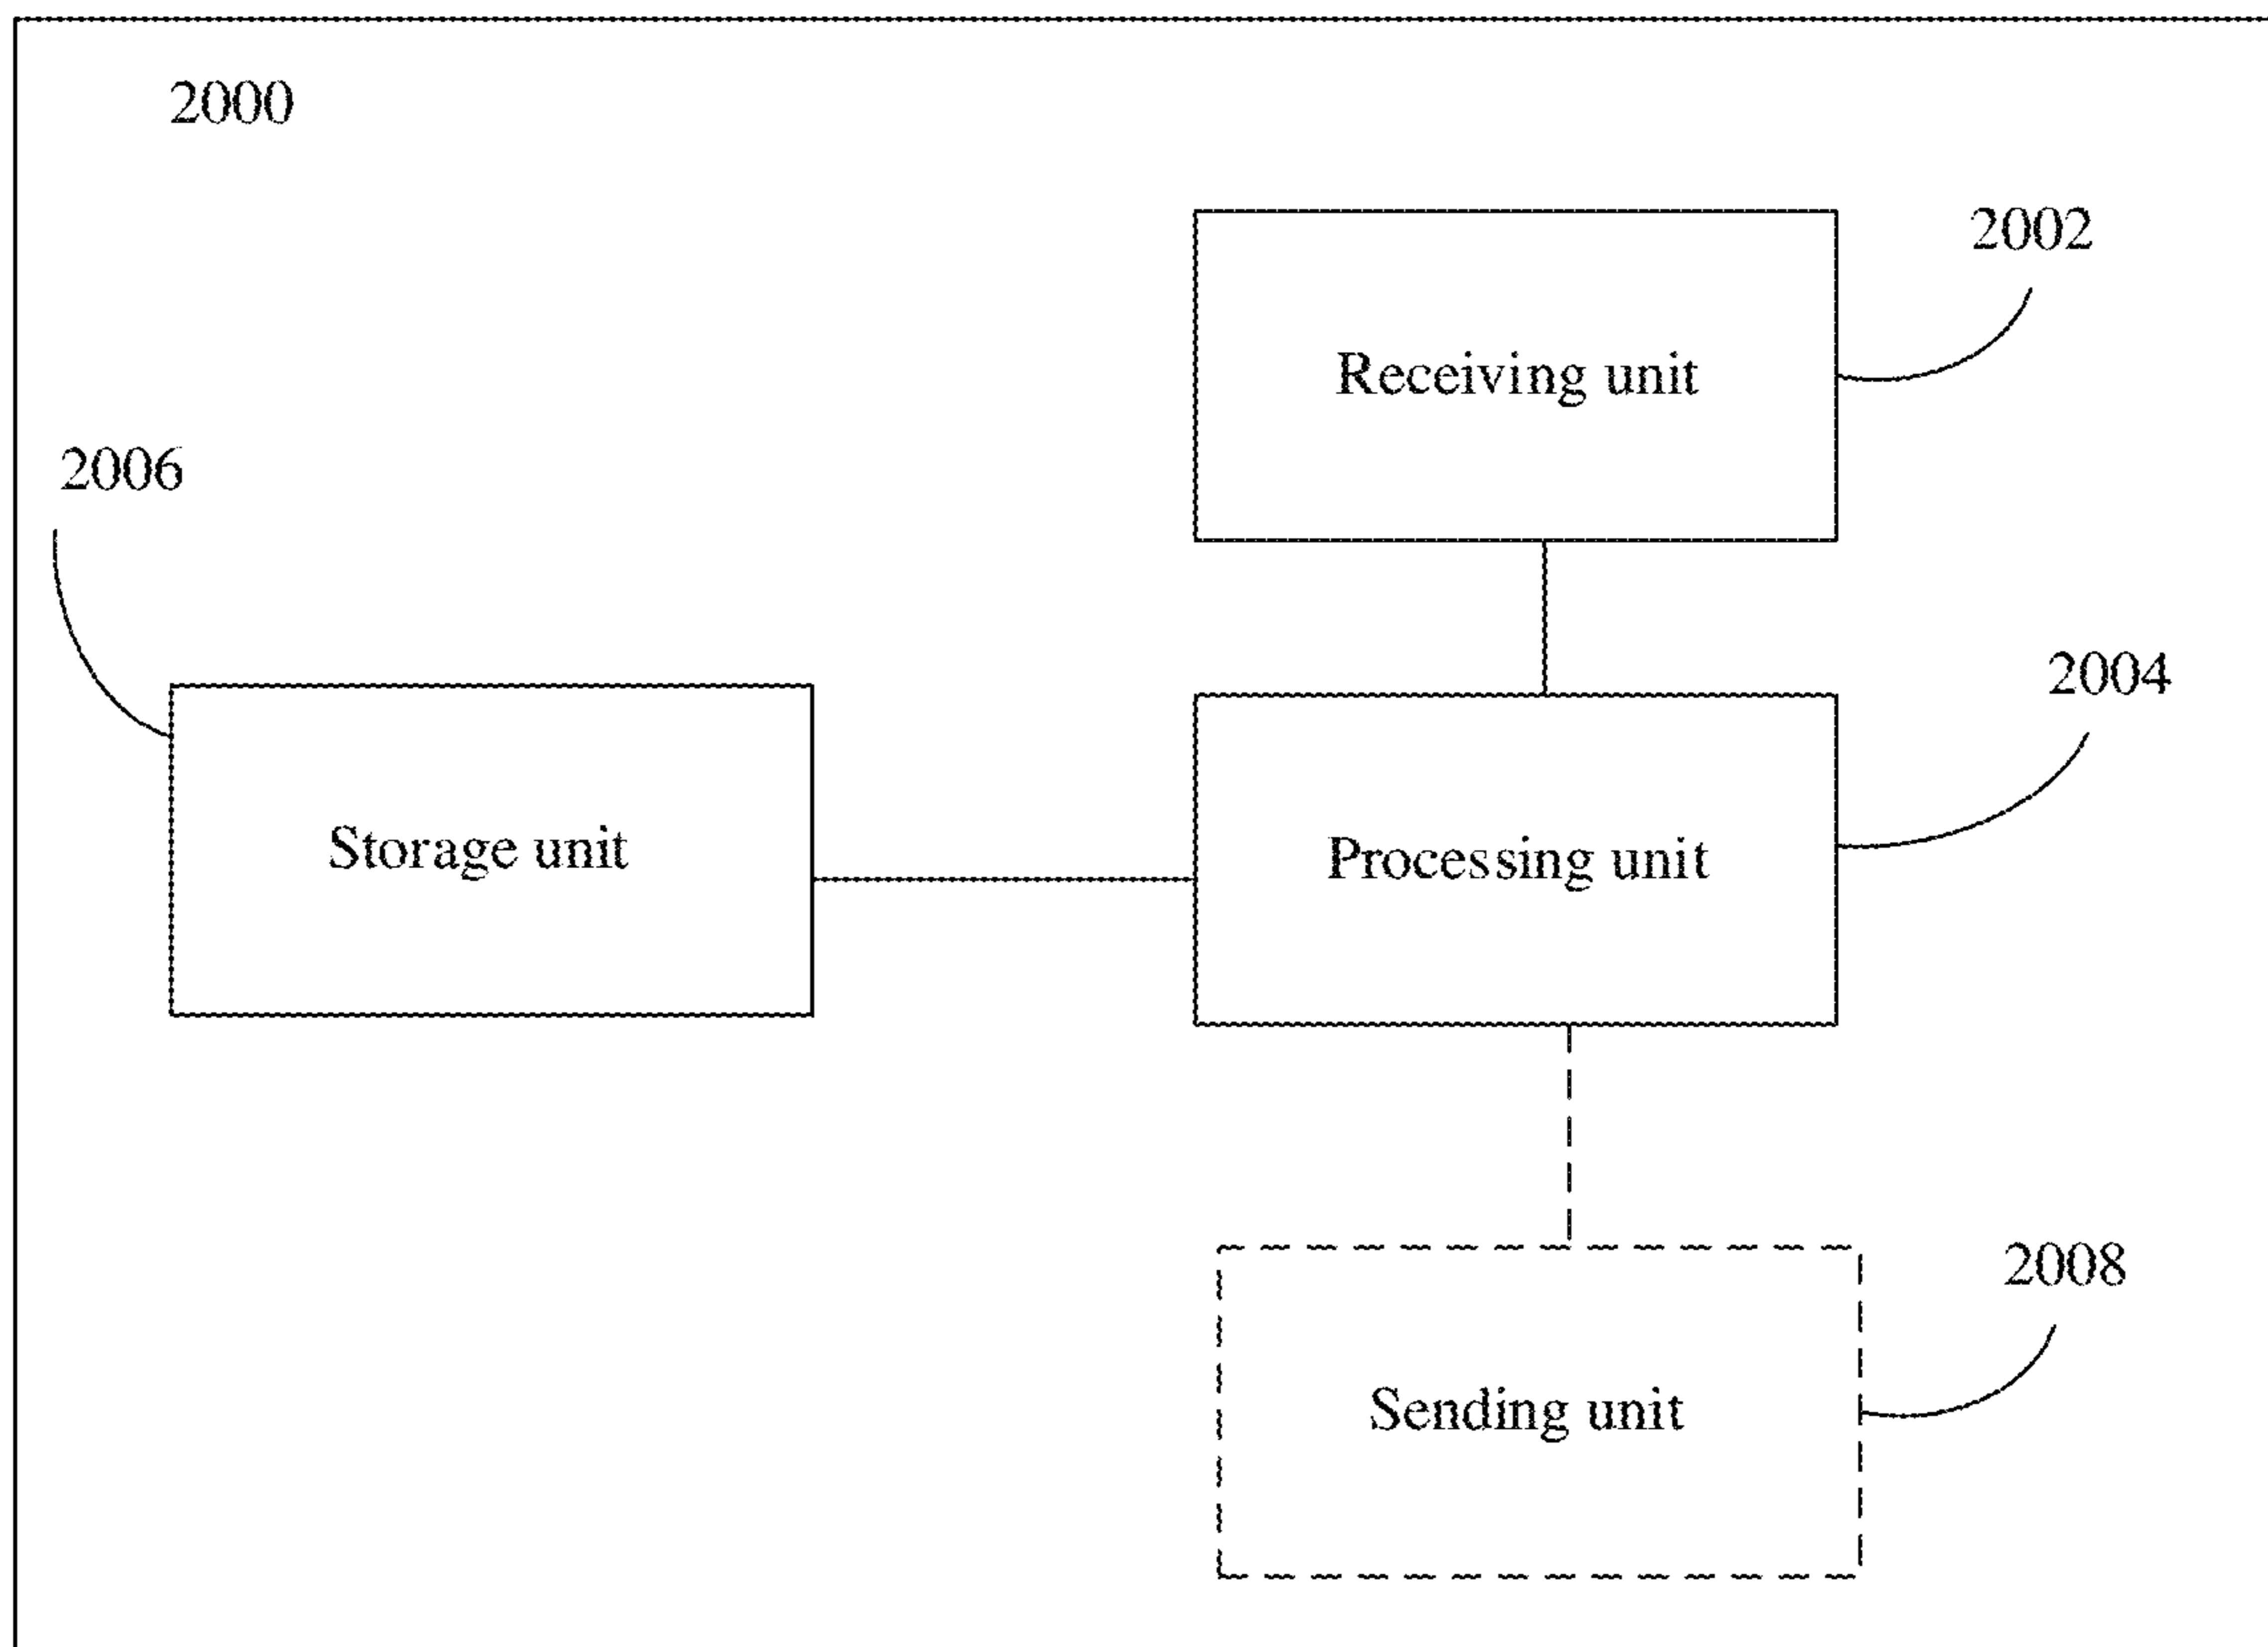 2000
2002
Receiving unit
2006
2004
Storage unit
Processing unit
2008
Sending unit